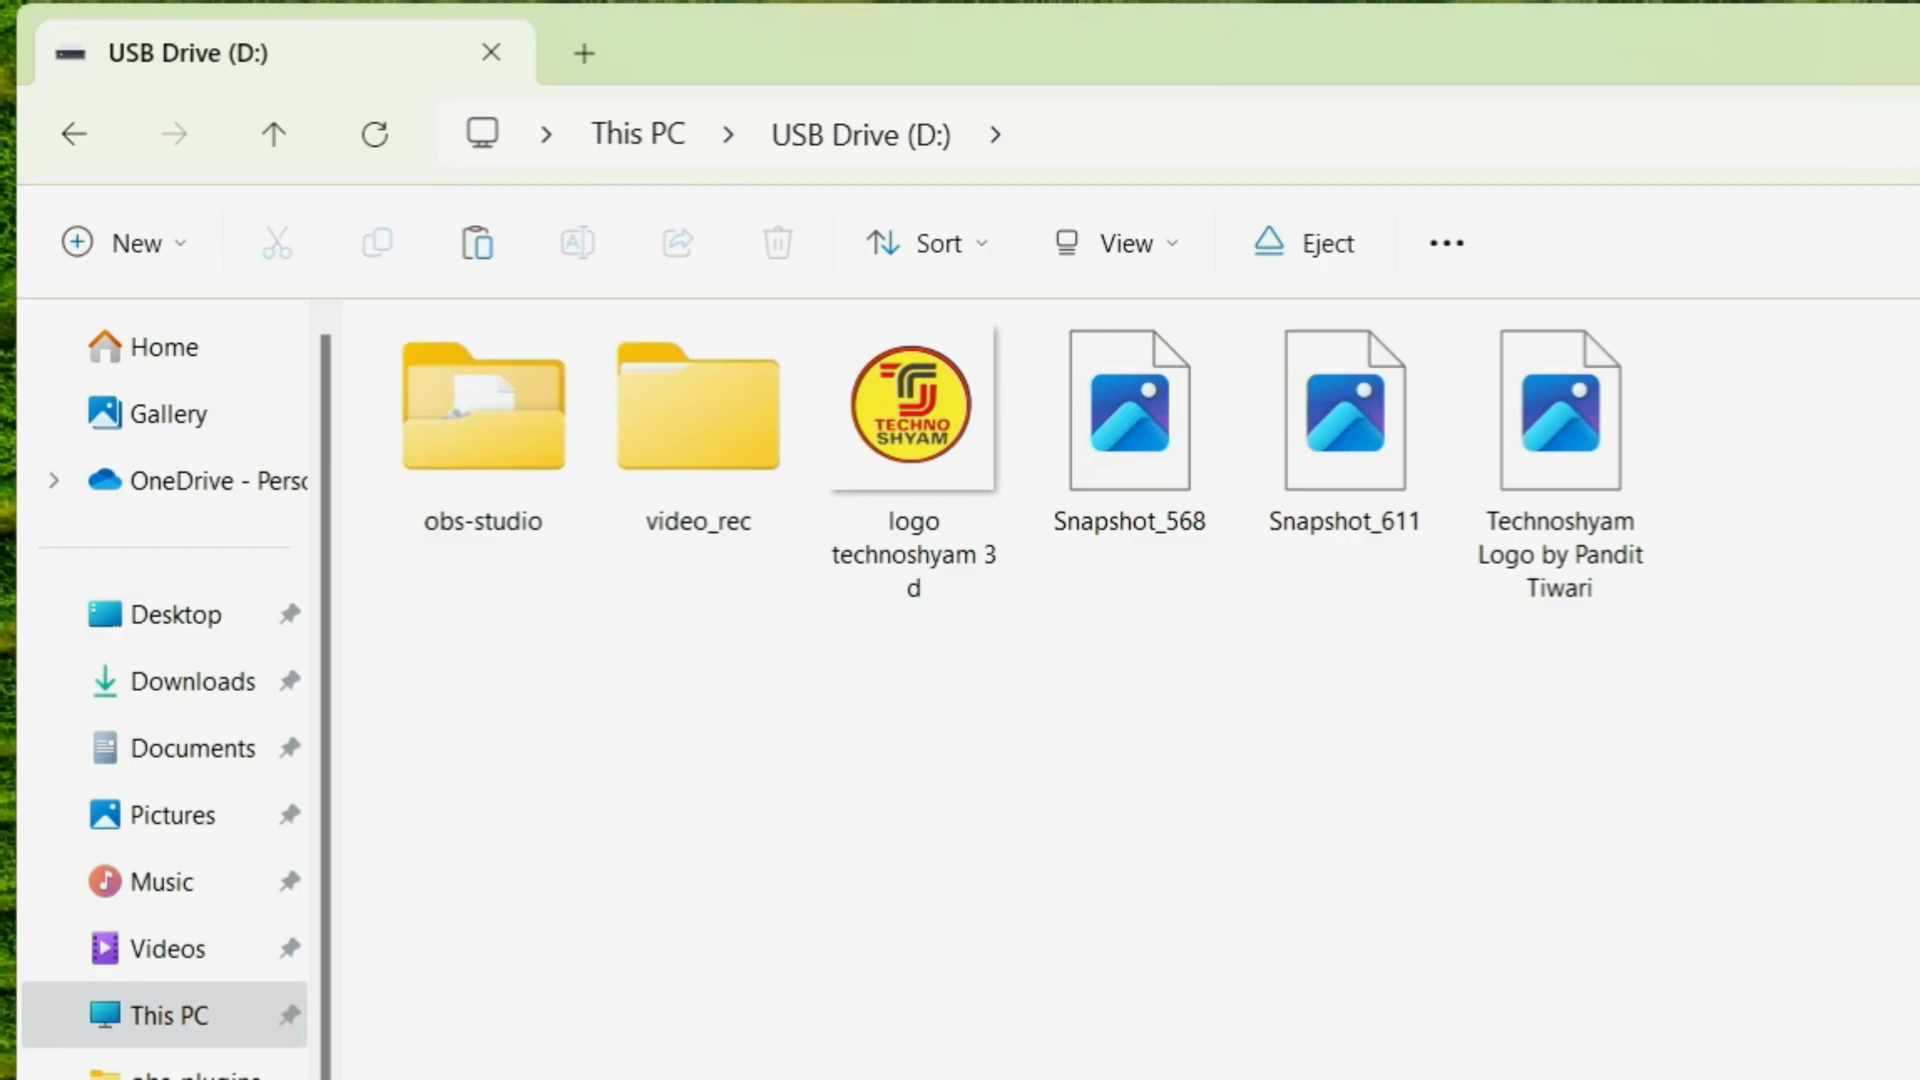 USB Drive (D:)
This PC
USB Drive (D:)
New
Sort
View
Eject
Home
Gallery
OneDrive - Perso
Desktop
Downloads
Documents
Pictures
Music
Videos
This PC
obs-studio
video_rec
TECHNO
SHYAM
logo
technoshyam 3
d
Snapshot_568
Snapshot_611
Technoshyam
Logo by Pandit
Tiwari